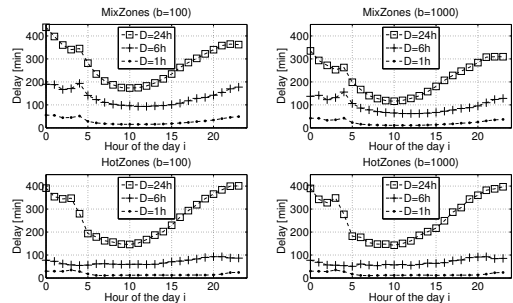 MixZones (b=100)
Delay [min]
400
300
200
100
0
D=24h
D=6h
D=1h
0 5 10 15 20
Hour of the day i
MixZones (b=1000)
Delay [min]
400
300
200
100
0
D=24h
D=6h
D=1h
0 5 10 15 20
Hour of the day i
HotZones (b=100)
Delay [min]
400
300
200
100
0
D=24h
D=6h
D=1h
0 5 10 15 20
Hour of the day i
HotZones (b=1000)
Delay [min]
400
300
200
100
0
D=24h
D=6h
D=1h
0 5 10 15 20
Hour of the day i